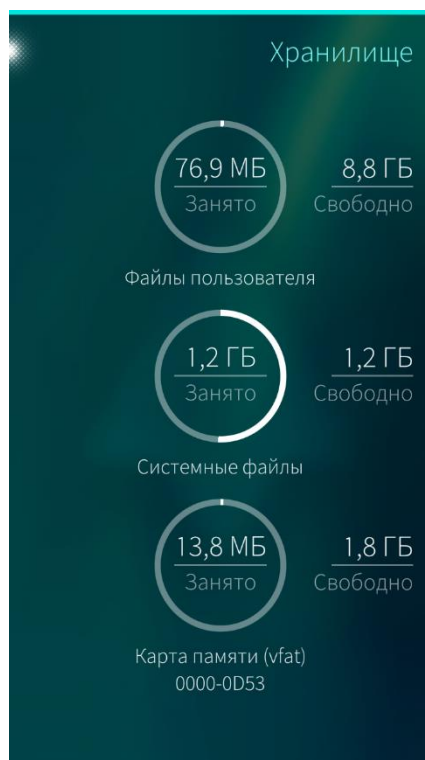 Хранилище
76,9 МБ 8,8 ГБ
Занято Свободно
Файлы пользователя
1,2 ГБ 1,2 ГБ
Занято Свободно
Системные файлы
13,8 МБ 1,8 ГБ
Занято Свободно
Карта памяти (vfat)
0000-0D53